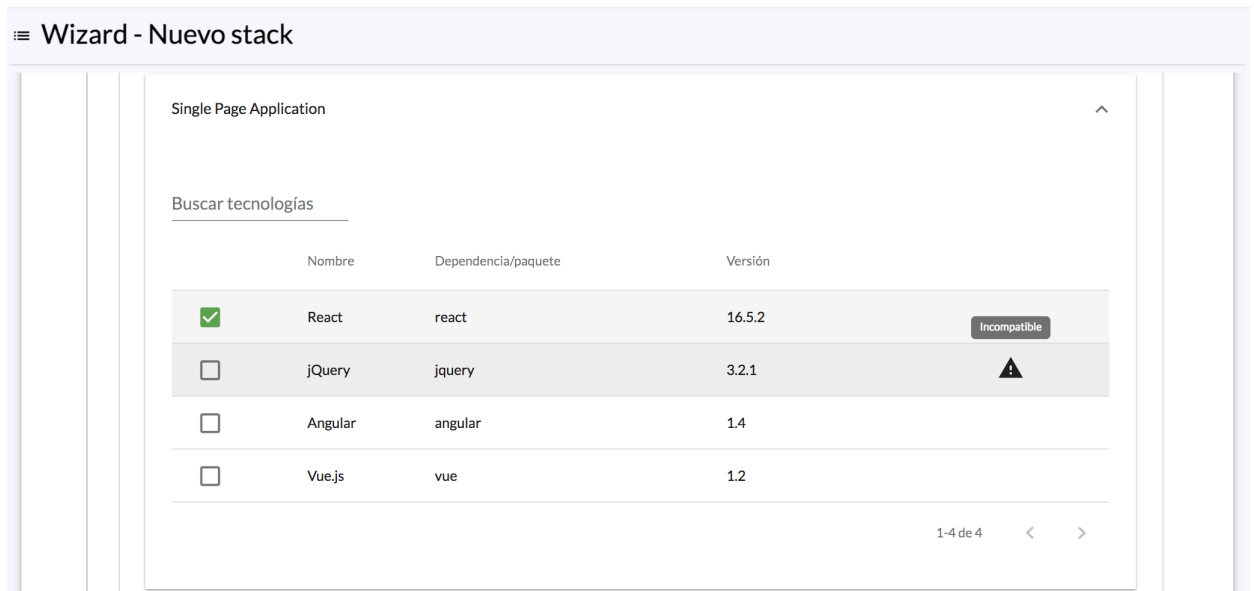 Wizard - Nuevo stack
Single Page Application
Buscar tecnologías
Nombre Dependencia/paquete Versión
React react 16.5.2
Incompatible
jQuery jquery 3.2.1
Angular angular 1.4
Vue.js vue 1.2
1-4 de 4